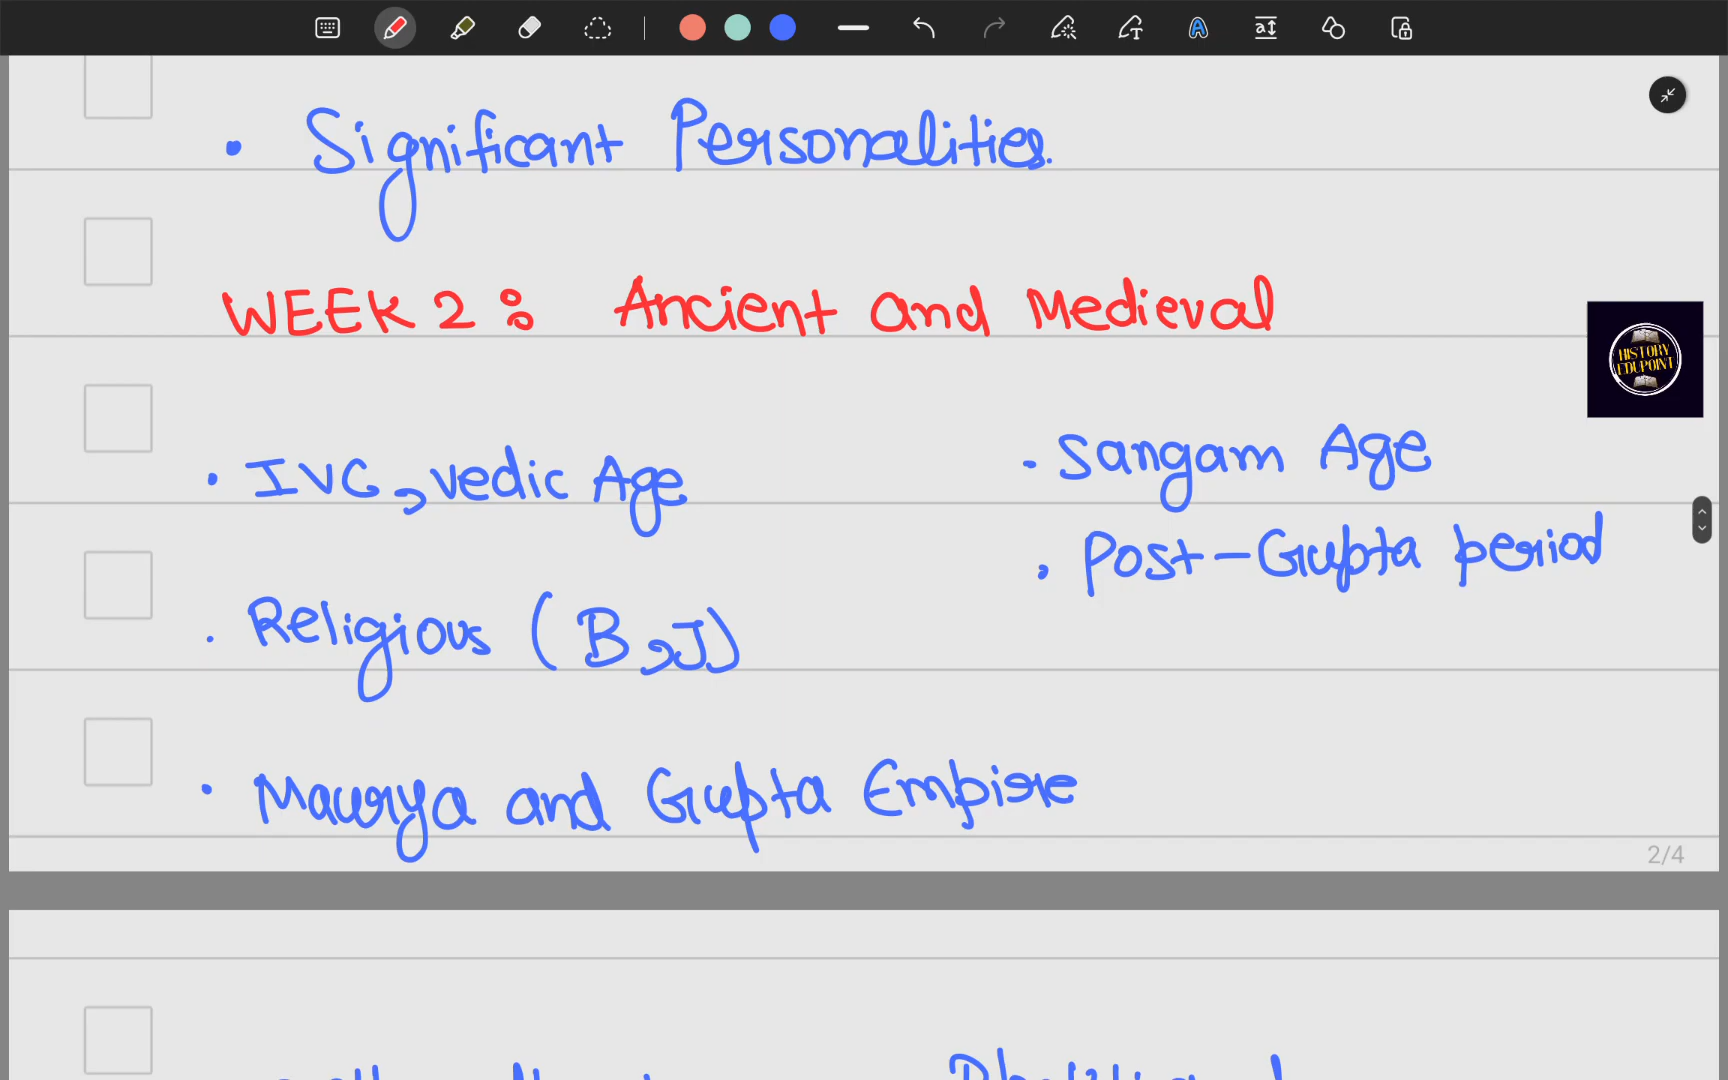 • Significant Personalities.
WEEK 2 : Ancient and Medieval
HISTORY
EDUPOINT
• IVC, vedic Age
• Sangam Age
• Post-Gupta period
• Religious (B,J)
• Maurya and Gupta Empire
2/4